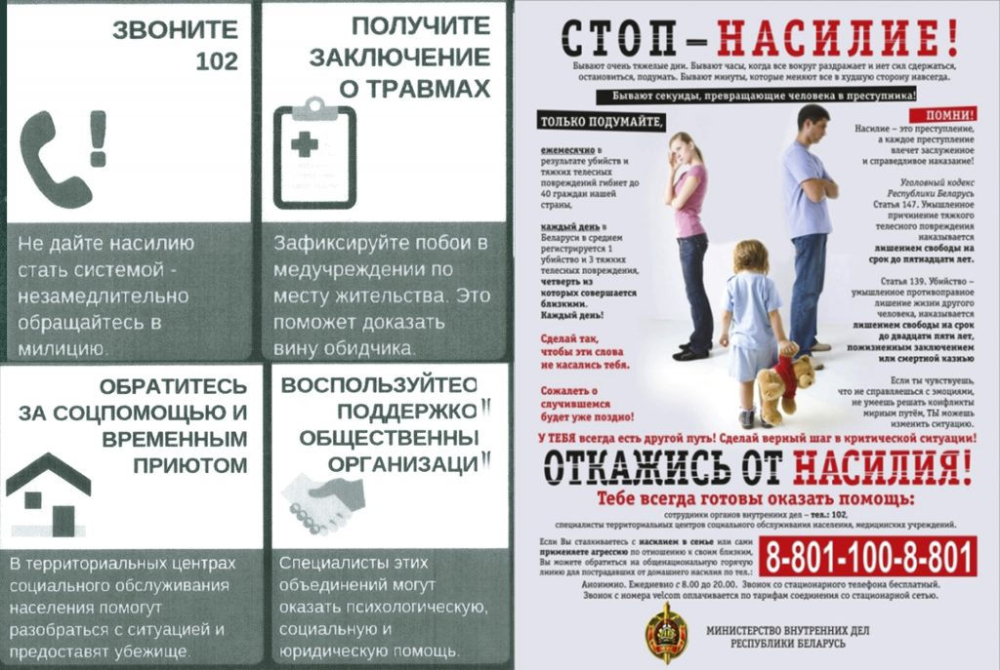 ЗВОНИТЕ
102
Не дайте насилию
стать системой -
незамедлительно
обращайтесь в
милицию.
ПОЛУЧИТЕ
ЗАКЛЮЧЕНИЕ
О ТРАВМАХ
Зафиксируйте побои в
медучреждении по
месту жительства. Это
поможет доказать
вину обидчика.
ОБРАТИТЕСЬ
ЗА СОЦПОМОЩЬЮ И
ВРЕМЕННЫМ
ПРИЮТОМ
В территориальных центрах
социального обслуживания
населения помогут
разобраться с ситуацией и
предоставят убежище.
ВОСПОЛЬЗУЙТЕС
ПОДДЕРЖКО
ОБЩЕСТВЕННЫ
ОРГАНИЗАЦИ
Специалисты этих
объединений могут
оказать психологическую,
социальную и
юридическую помощь.
СТОП – НАСИЛИЕ!
Бывают очень тяжелые дни. Бывают часы, когда все вокруг раздражает и нет сил сдержаться,
остановиться, подумать. Бывают минуты, которые меняют все в худшую сторону навсегда.
Бывают секунды, превращающие человека в преступника!
ТОЛЬКО ПОДУМАЙТЕ,
ежемесячно в
результате убийств и
тяжких телесных
повреждений гибнет до
40 граждан нашей
страны,
каждый день в
Беларуси в среднем
регистрируется 1
убийство и 3 тяжких
телесных повреждения,
четверть из
которых совершается
близкими.
Каждый день!
Сделай так,
чтобы эти слова
не касались тебя.
Сожалеть о
случившемся
будет уже поздно!
ПОМНИ!
Насилие – это преступление,
а каждое преступление
влечет заслуженное
и справедливое наказание!
Уголовный кодекс
Республики Беларусь
Статья 147. Умышленное
причинение тяжкого
телесного повреждения
наказывается
лишением свободы на
срок до пятнадцати лет.
Статья 139. Убийство –
умышленное противоправное
лишение жизни другого
человека, наказывается
лишением свободы на срок
до двадцати пяти лет,
пожизненным заключением
или смертной казнью
Если ты чувствуешь,
что не справляешься с эмоциями,
не умеешь решать конфликты
мирным путём, ТЫ можешь
изменить ситуацию.
У ТЕБЯ всегда есть другой путь! Сделай верный шаг в критической ситуации!
ОТКАЖИСЬ ОТ НАСИЛИЯ!
Тебе всегда готовы оказать помощь:
сотрудники органов внутренних дел – тел.: 102,
специалисты территориальных центров социального обслуживания населения, медицинских учреждений.
Если Вы сталкиваетесь с насилием в семье или сами
применяете агрессию по отношению к своим близким,
Вы можете обратиться на общенациональную горячую
линию для пострадавших от домашнего насилия по тел.:
8-801-100-8-801
Анонимно. Ежедневно с 8.00 до 20.00. Звонок со стационарного телефона бесплатный.
Звонок с номера velcom оплачивается по тарифам соединения со стационарной сетью.
МИНИСТЕРСТВО ВНУТРЕННИХ ДЕЛ
РЕСПУБЛИКИ БЕЛАРУСЬ